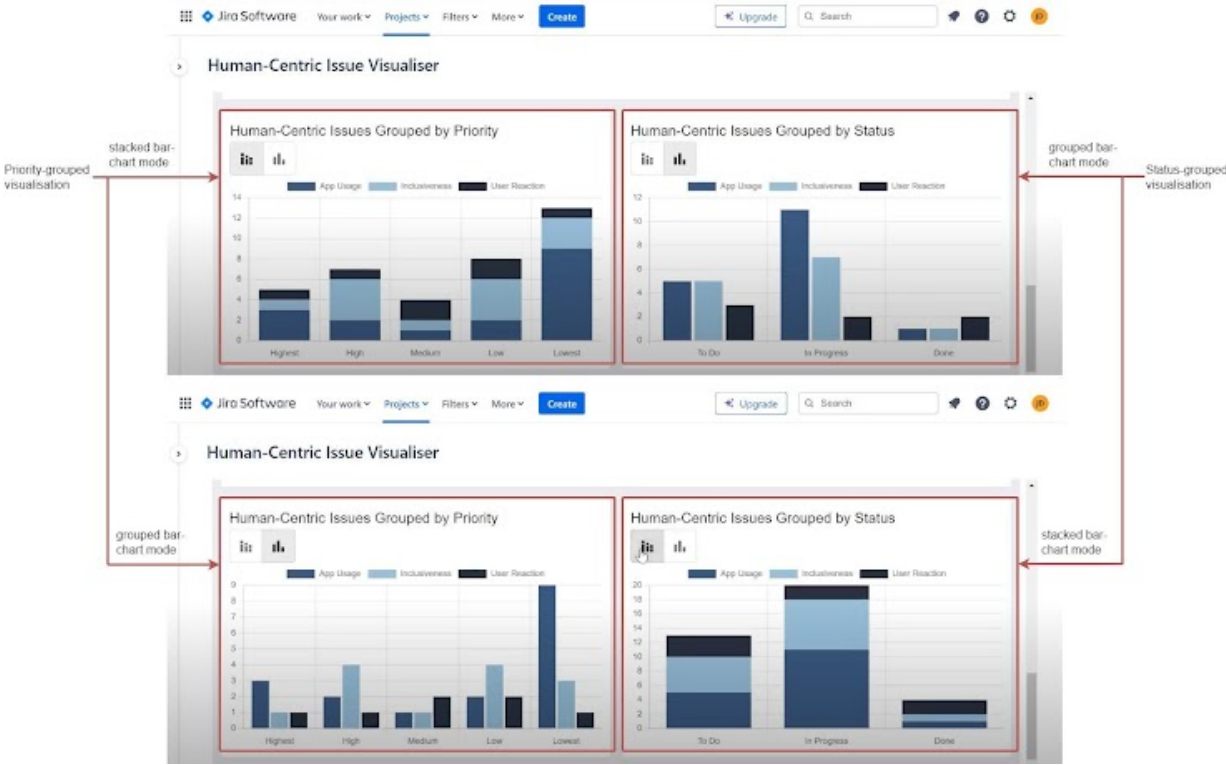 Jira Software Your work Projects Filters More Create Upgrade Search JD
Human-Centric Issue Visualiser
stacked bar-
chart mode
Priority-grouped
visualisation
Human-Centric Issues Grouped by Priority
App Usage Inclusiveness User Reaction
14
12
10
8
6
4
2
0
Highest High Medium Low Lowest
Human-Centric Issues Grouped by Status
App Usage Inclusiveness User Reaction
12
10
8
6
4
2
0
To Do In Progress Done
grouped bar-
chart mode
Status-grouped
visualisation
Jira Software Your work Projects Filters More Create Upgrade Search JD
Human-Centric Issue Visualiser
grouped bar-
chart mode
Human-Centric Issues Grouped by Priority
App Usage Inclusiveness User Reaction
9
8
7
6
5
4
3
2
1
0
Highest High Medium Low Lowest
Human-Centric Issues Grouped by Status
App Usage Inclusiveness User Reaction
20
18
16
14
12
10
8
6
4
2
0
To Do In Progress Done
stacked bar-
chart mode